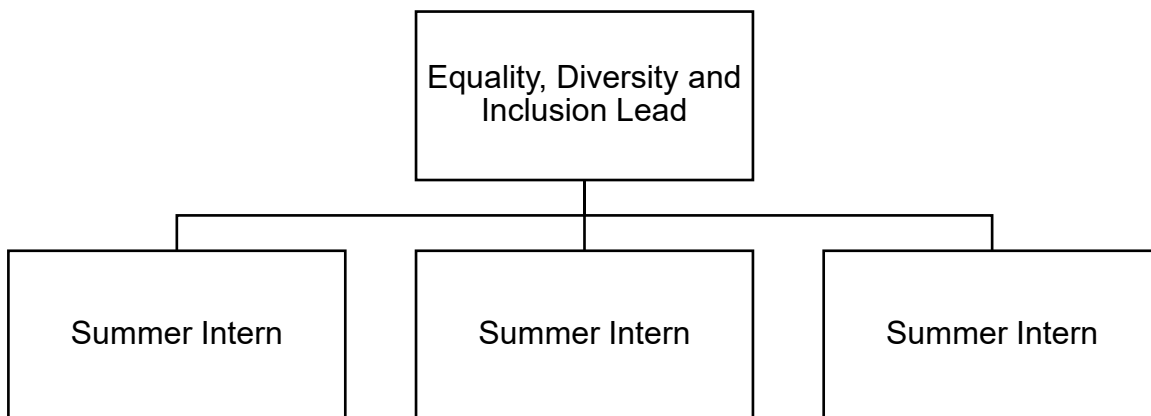 Equality, Diversity and
Inclusion Lead
Summer Intern
Summer Intern
Summer Intern